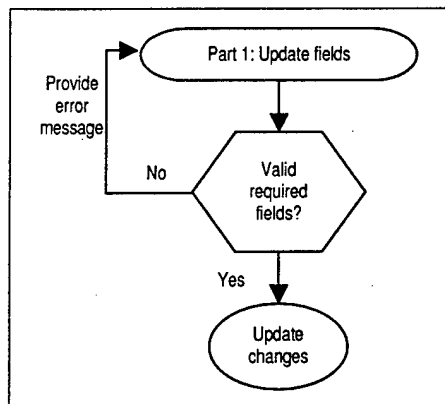 Part 1: Update fields
Provide
error
message
Valid
required
fields?
No
Yes
Update
changes